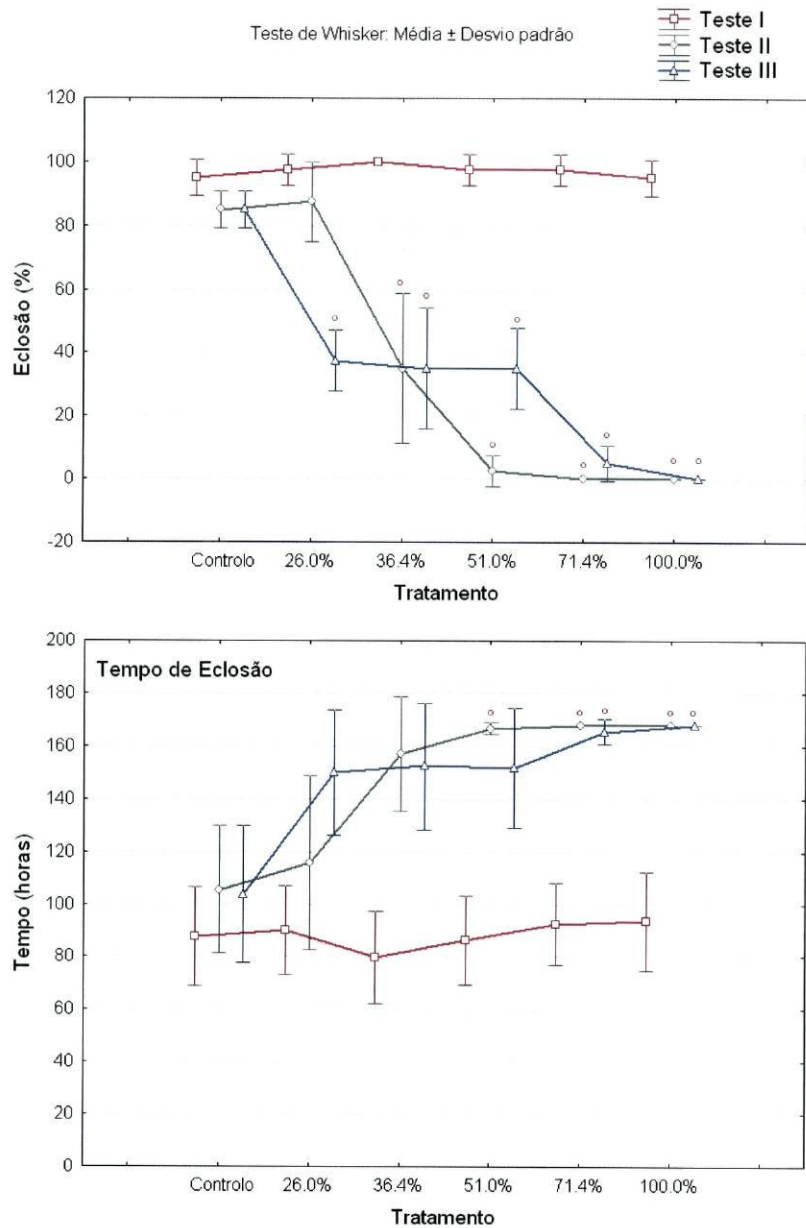 Teste de Whisker: Média ± Desvio padrão
Teste I
Teste II
Teste III
120
100
80
60
40
20
0
-20
Eclosão (%)
Controlo 26.0% 36.4% 51.0% 71.4% 100.0%
Tratamento
200
180
160
140
120
100
80
60
40
20
0
Tempo de Eclosão
Tempo (horas)
Controlo 26.0% 36.4% 51.0% 71.4% 100.0%
Tratamento